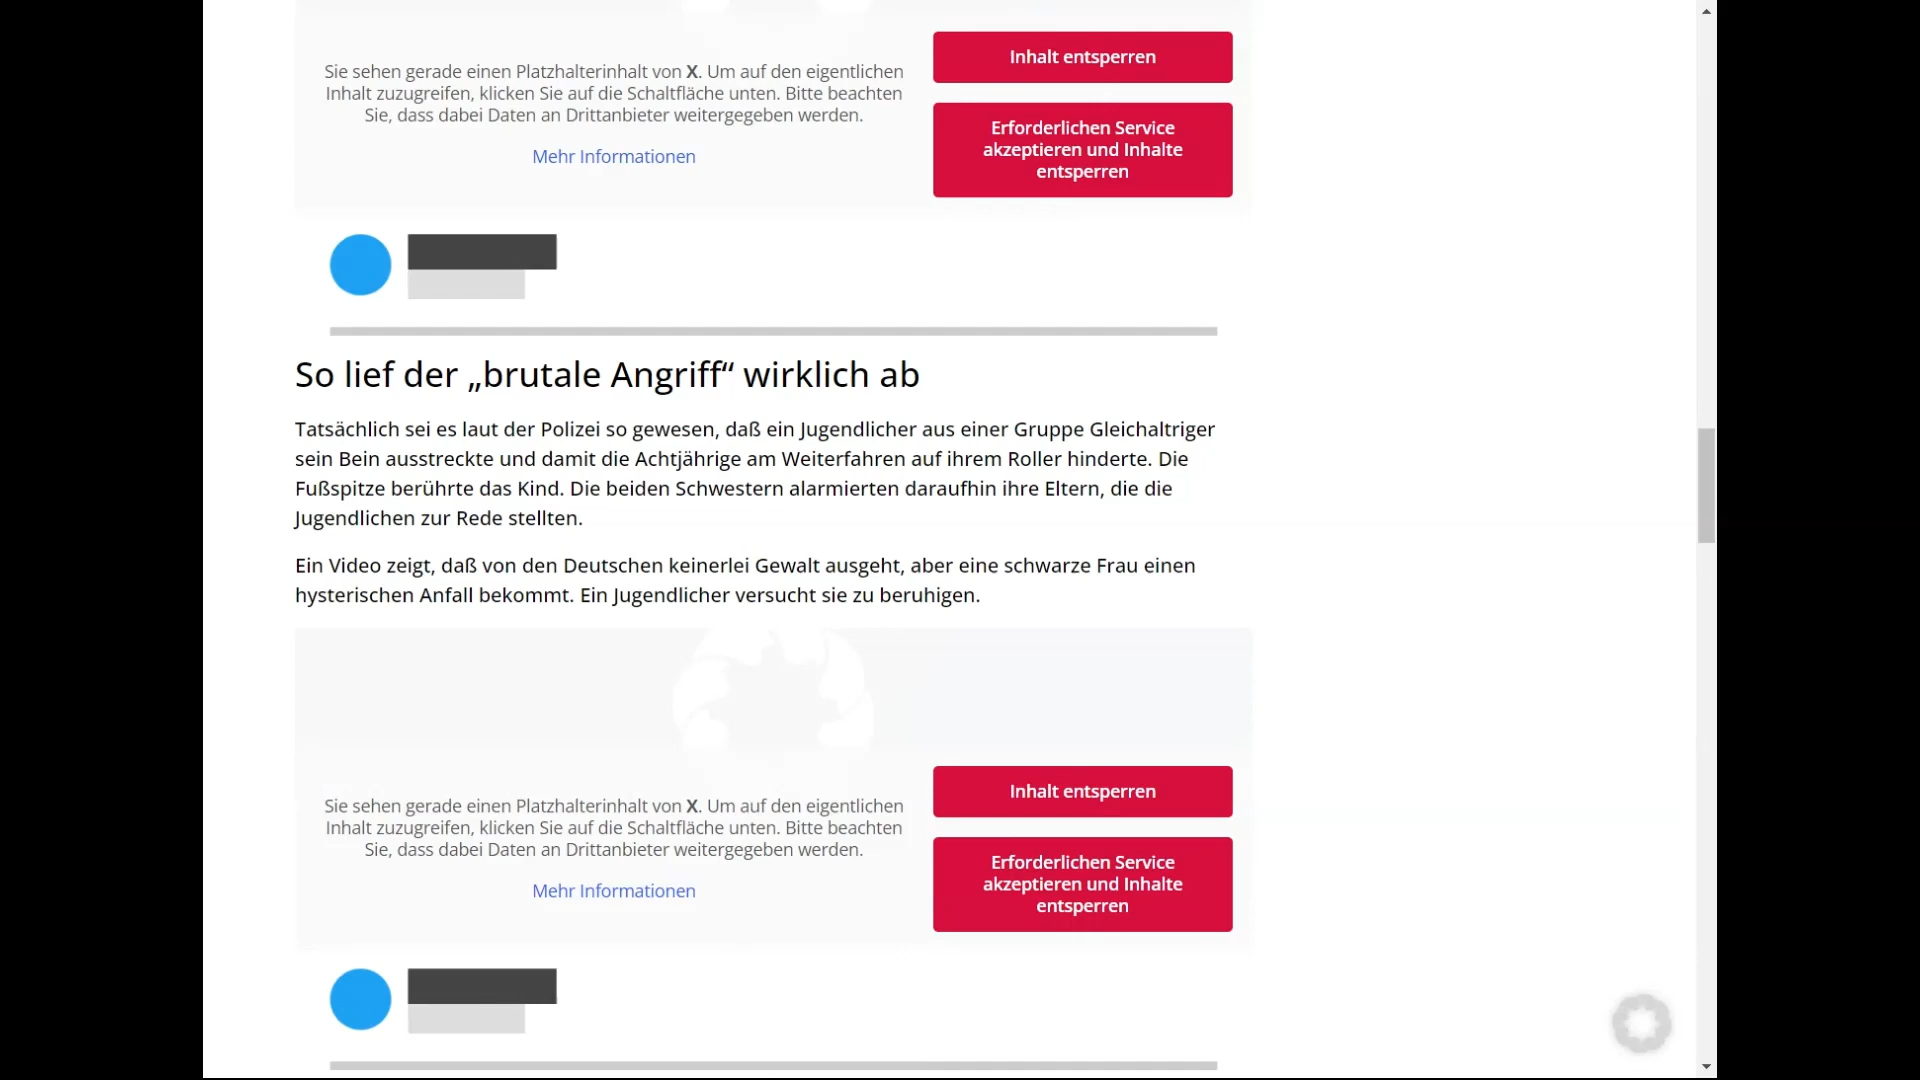 Sie sehen gerade einen Platzhalterinhalt von X. Um auf den eigentlichen
Inhalt zuzugreifen, klicken Sie auf die Schaltfläche unten. Bitte beachten
Sie, dass dabei Daten an Drittanbieter weitergegeben werden.
Mehr Informationen
Inhalt entsperren
Erforderlichen Service
akzeptieren und Inhalte
entsperren
So lief der „brutale Angriff“ wirklich ab
Tatsächlich sei es laut der Polizei so gewesen, daß ein Jugendlicher aus einer Gruppe Gleichaltriger
sein Bein ausstreckte und damit die Achtjährige am Weiterfahren auf ihrem Roller hinderte. Die
Fußspitze berührte das Kind. Die beiden Schwestern alarmierten daraufhin ihre Eltern, die die
Jugendlichen zur Rede stellten.
Ein Video zeigt, daß von den Deutschen keinerlei Gewalt ausgeht, aber eine schwarze Frau einen
hysterischen Anfall bekommt. Ein Jugendlicher versucht sie zu beruhigen.
Sie sehen gerade einen Platzhalterinhalt von X. Um auf den eigentlichen
Inhalt zuzugreifen, klicken Sie auf die Schaltfläche unten. Bitte beachten
Sie, dass dabei Daten an Drittanbieter weitergegeben werden.
Mehr Informationen
Inhalt entsperren
Erforderlichen Service
akzeptieren und Inhalte
entsperren